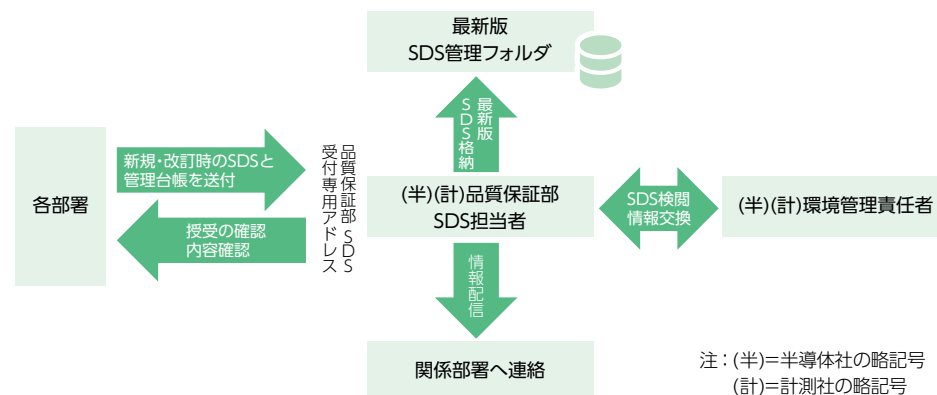 最新版
SDS管理フォルダ
最新版
SDS格納
各部署
新規・改訂時のSDSと
管理台帳を送付
授受の確認
内容確認
品質保証部 SDS
受付専用アドレス
(半)(計)品質保証部
SDS担当者
SDS検閲
情報交換
(半)(計)環境管理責任者
情報配信
関係部署へ連絡
注：(半)=半導体社の略記号
(計)=計測社の略記号